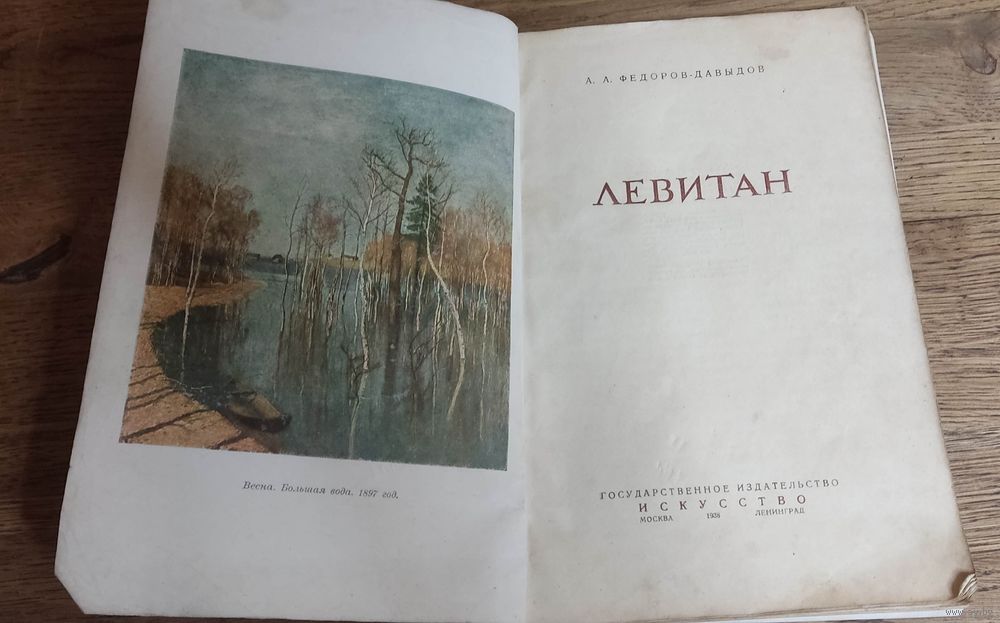 Весна. Большая вода. 1897 год.
А. А. ФЕДОРОВ-ДАВЫДОВ
ЛЕВИТАН
ГОСУДАРСТВЕННОЕ ИЗДАТЕЛЬСТВО
ИСКУССТВО
МОСКВА 1938 ЛЕНИНГРАД